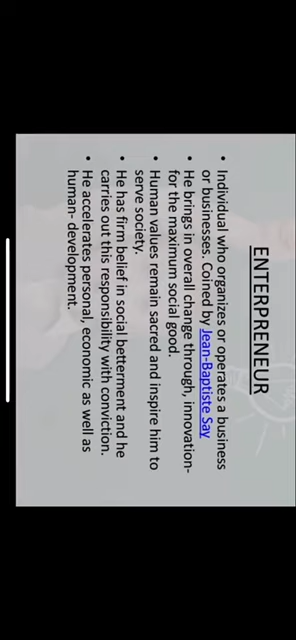 ENTERPRENEUR
• Individual who organizes or operates a business
or businesses. Coined by Jean-Baptiste Say
• He brings in overall change through, innovation-
for the maximum social good.
• Human values remain sacred and inspire him to
serve society.
• He has firm belief in social betterment and he
carries out this responsibility with conviction.
• He accelerates personal, economic as well as
human- development.